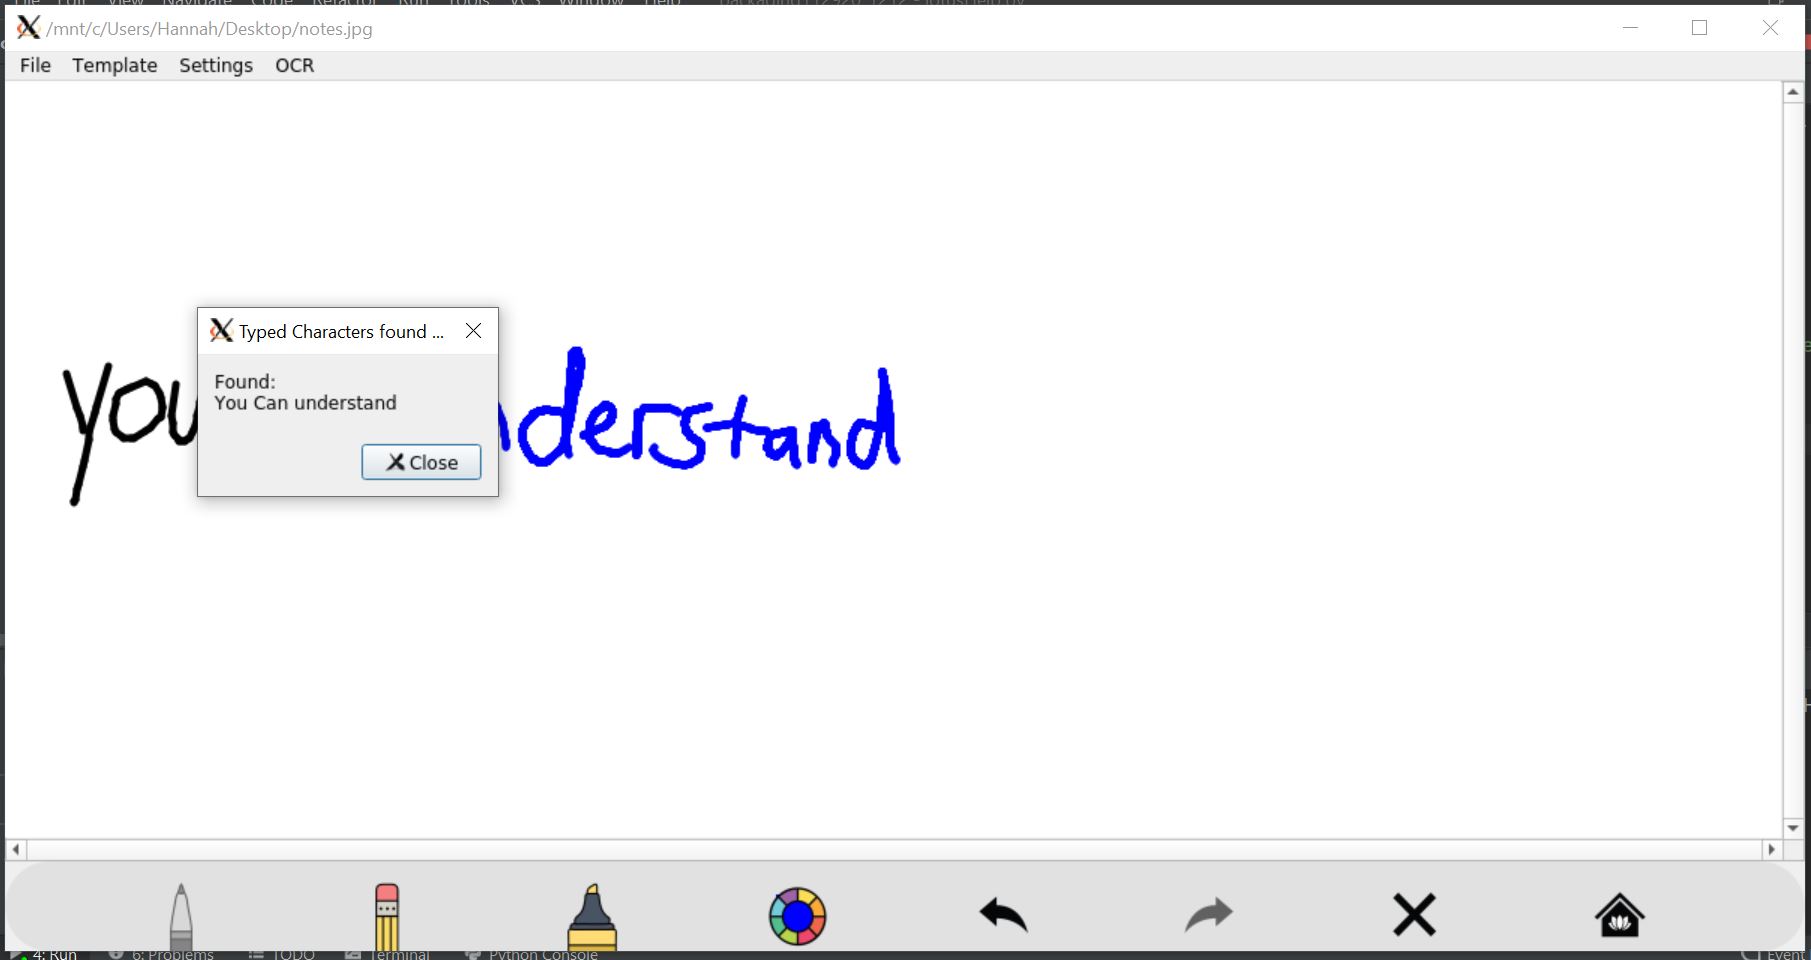 /mnt/c/Users/Hannah/Desktop/notes.jpg
File Template Settings OCR
Typed Characters found ...
Found:
You Can understand
Close
You nderstand
4: Run 6: Problems TODO Terminal Python Console Event